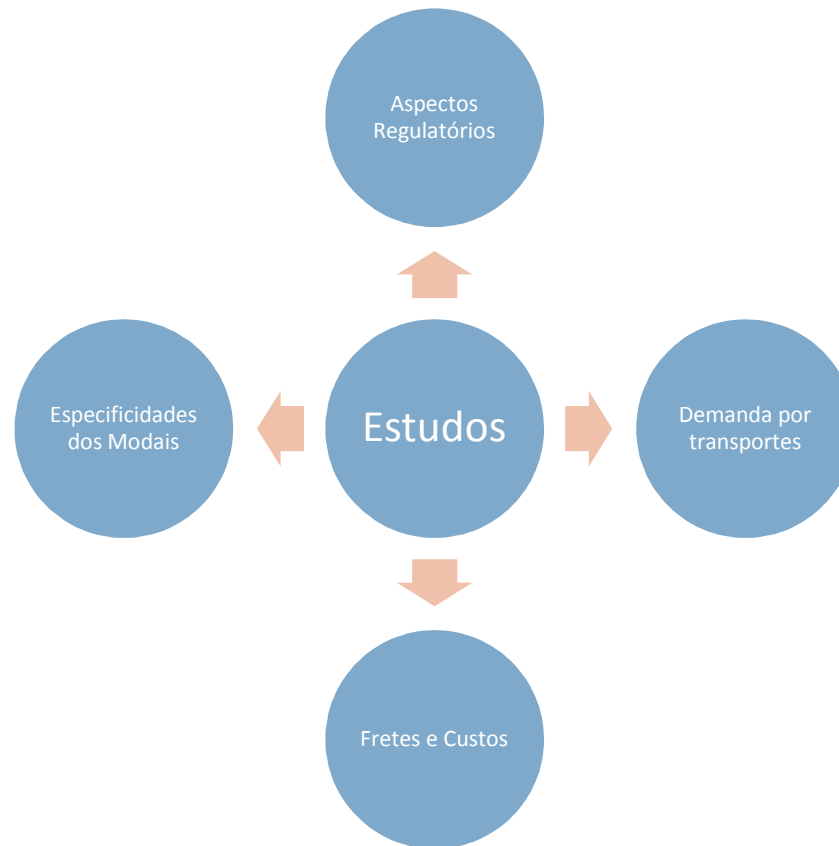 Aspectos
Regulatórios
Especificidades
dos Modais
Estudos
Demanda por
transportes
Fretes e Custos